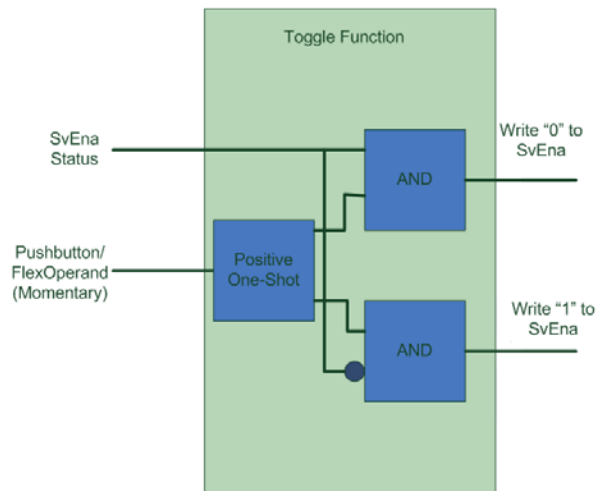 Toggle Function
SvEna
Status
Write “0” to
SvEna
AND
Pushbutton/
FlexOperand
(Momentary)
Positive
One-Shot
Write “1” to
SvEna
AND